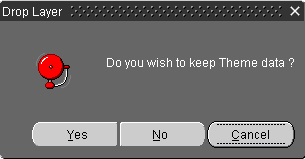 Drop Layer
Do you wish to keep Theme data ?
Yes
No
Cancel